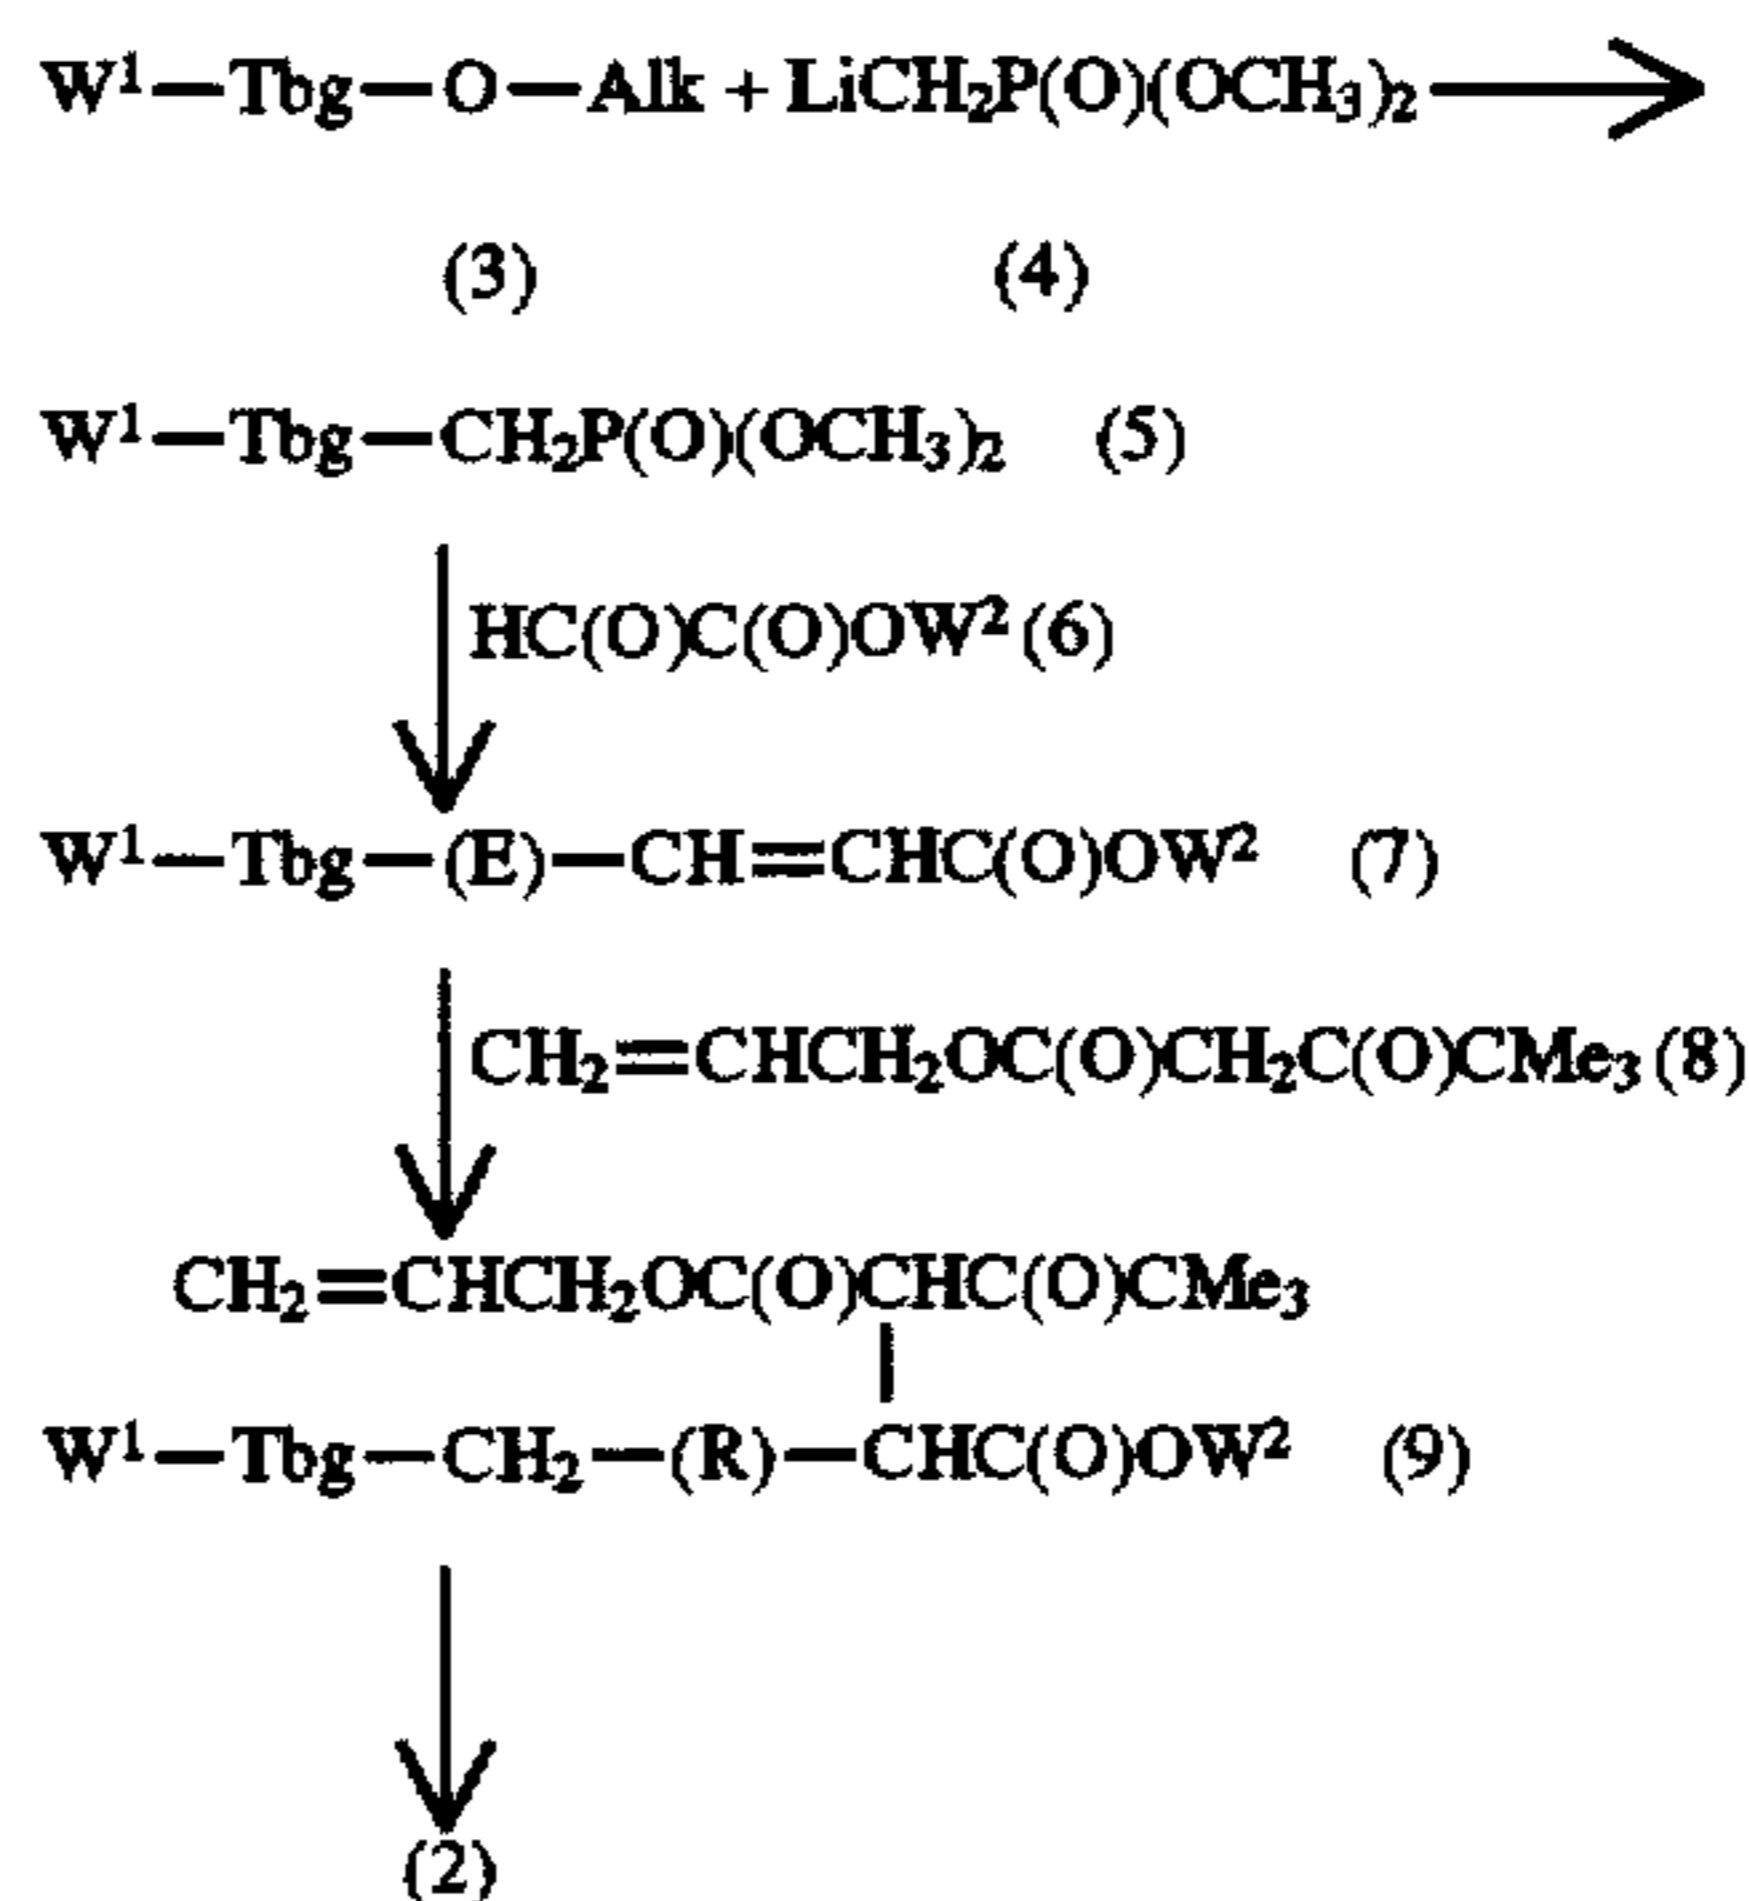 W¹—Tbg—O—Alk + LiCH₂P(O)(OCH₃)₂
(3) (4)
W¹—Tbg—CH₂P(O)(OCH₃)₂ (5)
HC(O)C(O)OW² (6)
W¹—Tbg—(E)—CH=CHC(O)OW² (7)
CH₂=CHCH₂OC(O)CH₂C(O)CMe₃ (8)
CH₂=CHCH₂OC(O)CHC(O)CMe₃
W¹—Tbg—CH₂—(R)—CHC(O)OW² (9)
(2)